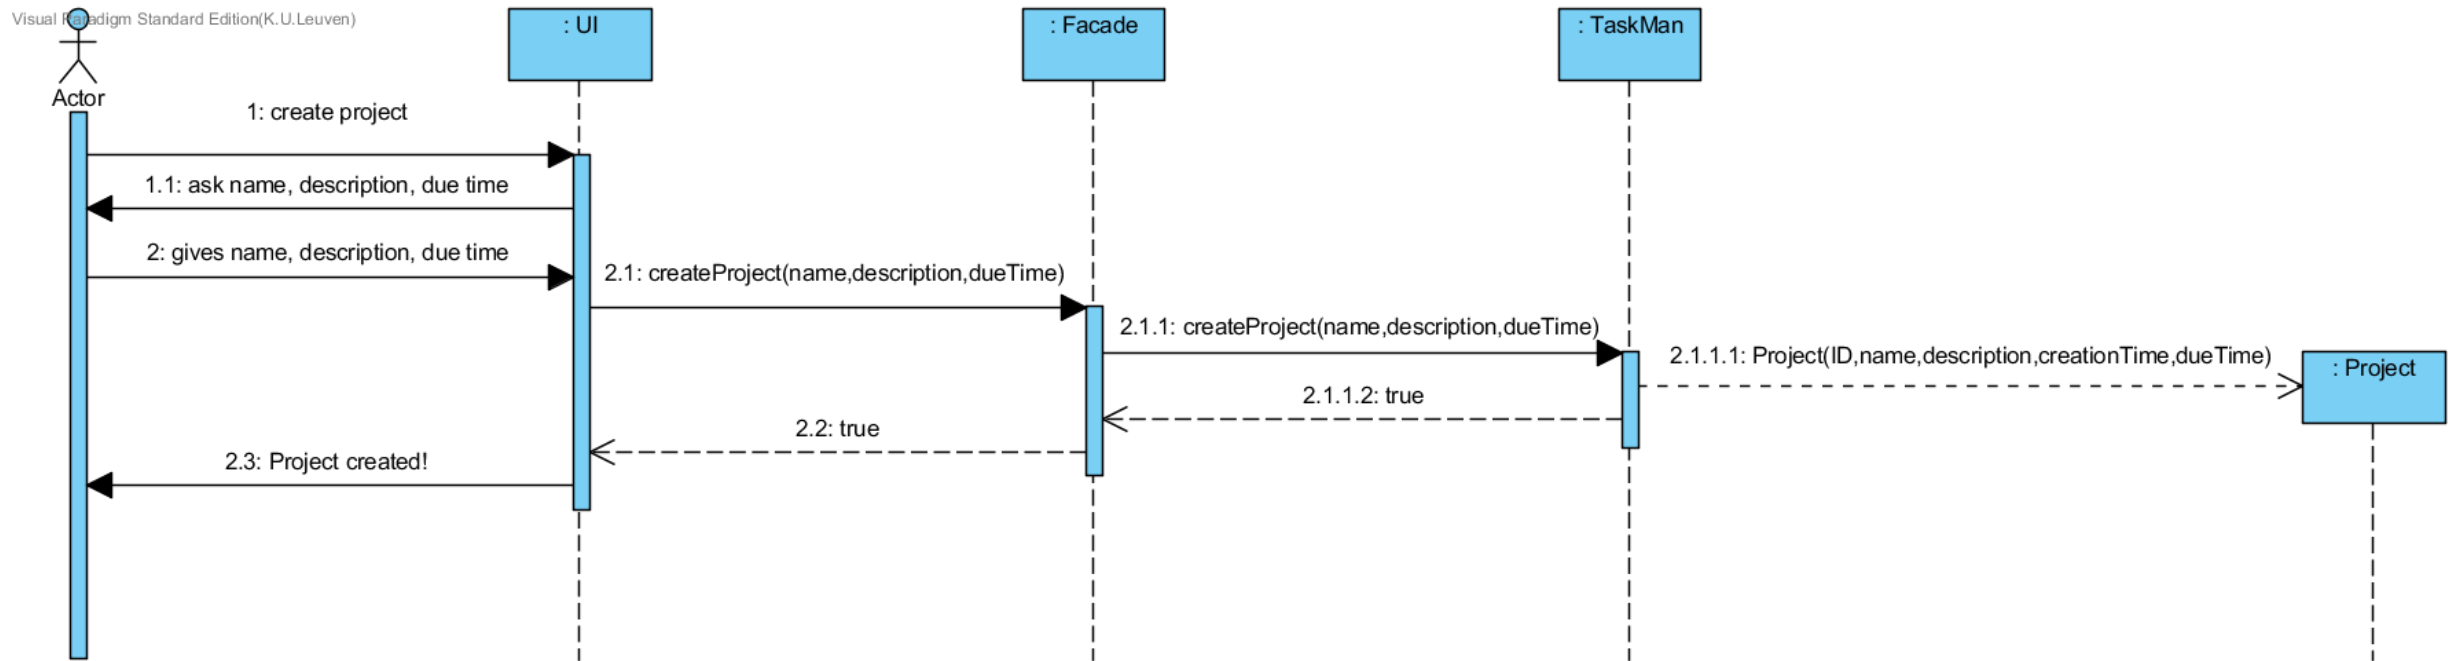 Visual Paradigm Standard Edition(K.U.Leuven)
: UI
: Facade
: TaskMan
Actor
1: create project
1.1: ask name, description, due time
2: gives name, description, due time
2.1: createProject(name,description,dueTime)
2.1.1: createProject(name,description,dueTime)
2.1.1.1: Project(ID,name,description,creationTime,dueTime)
: Project
2.1.1.2: true
2.2: true
2.3: Project created!